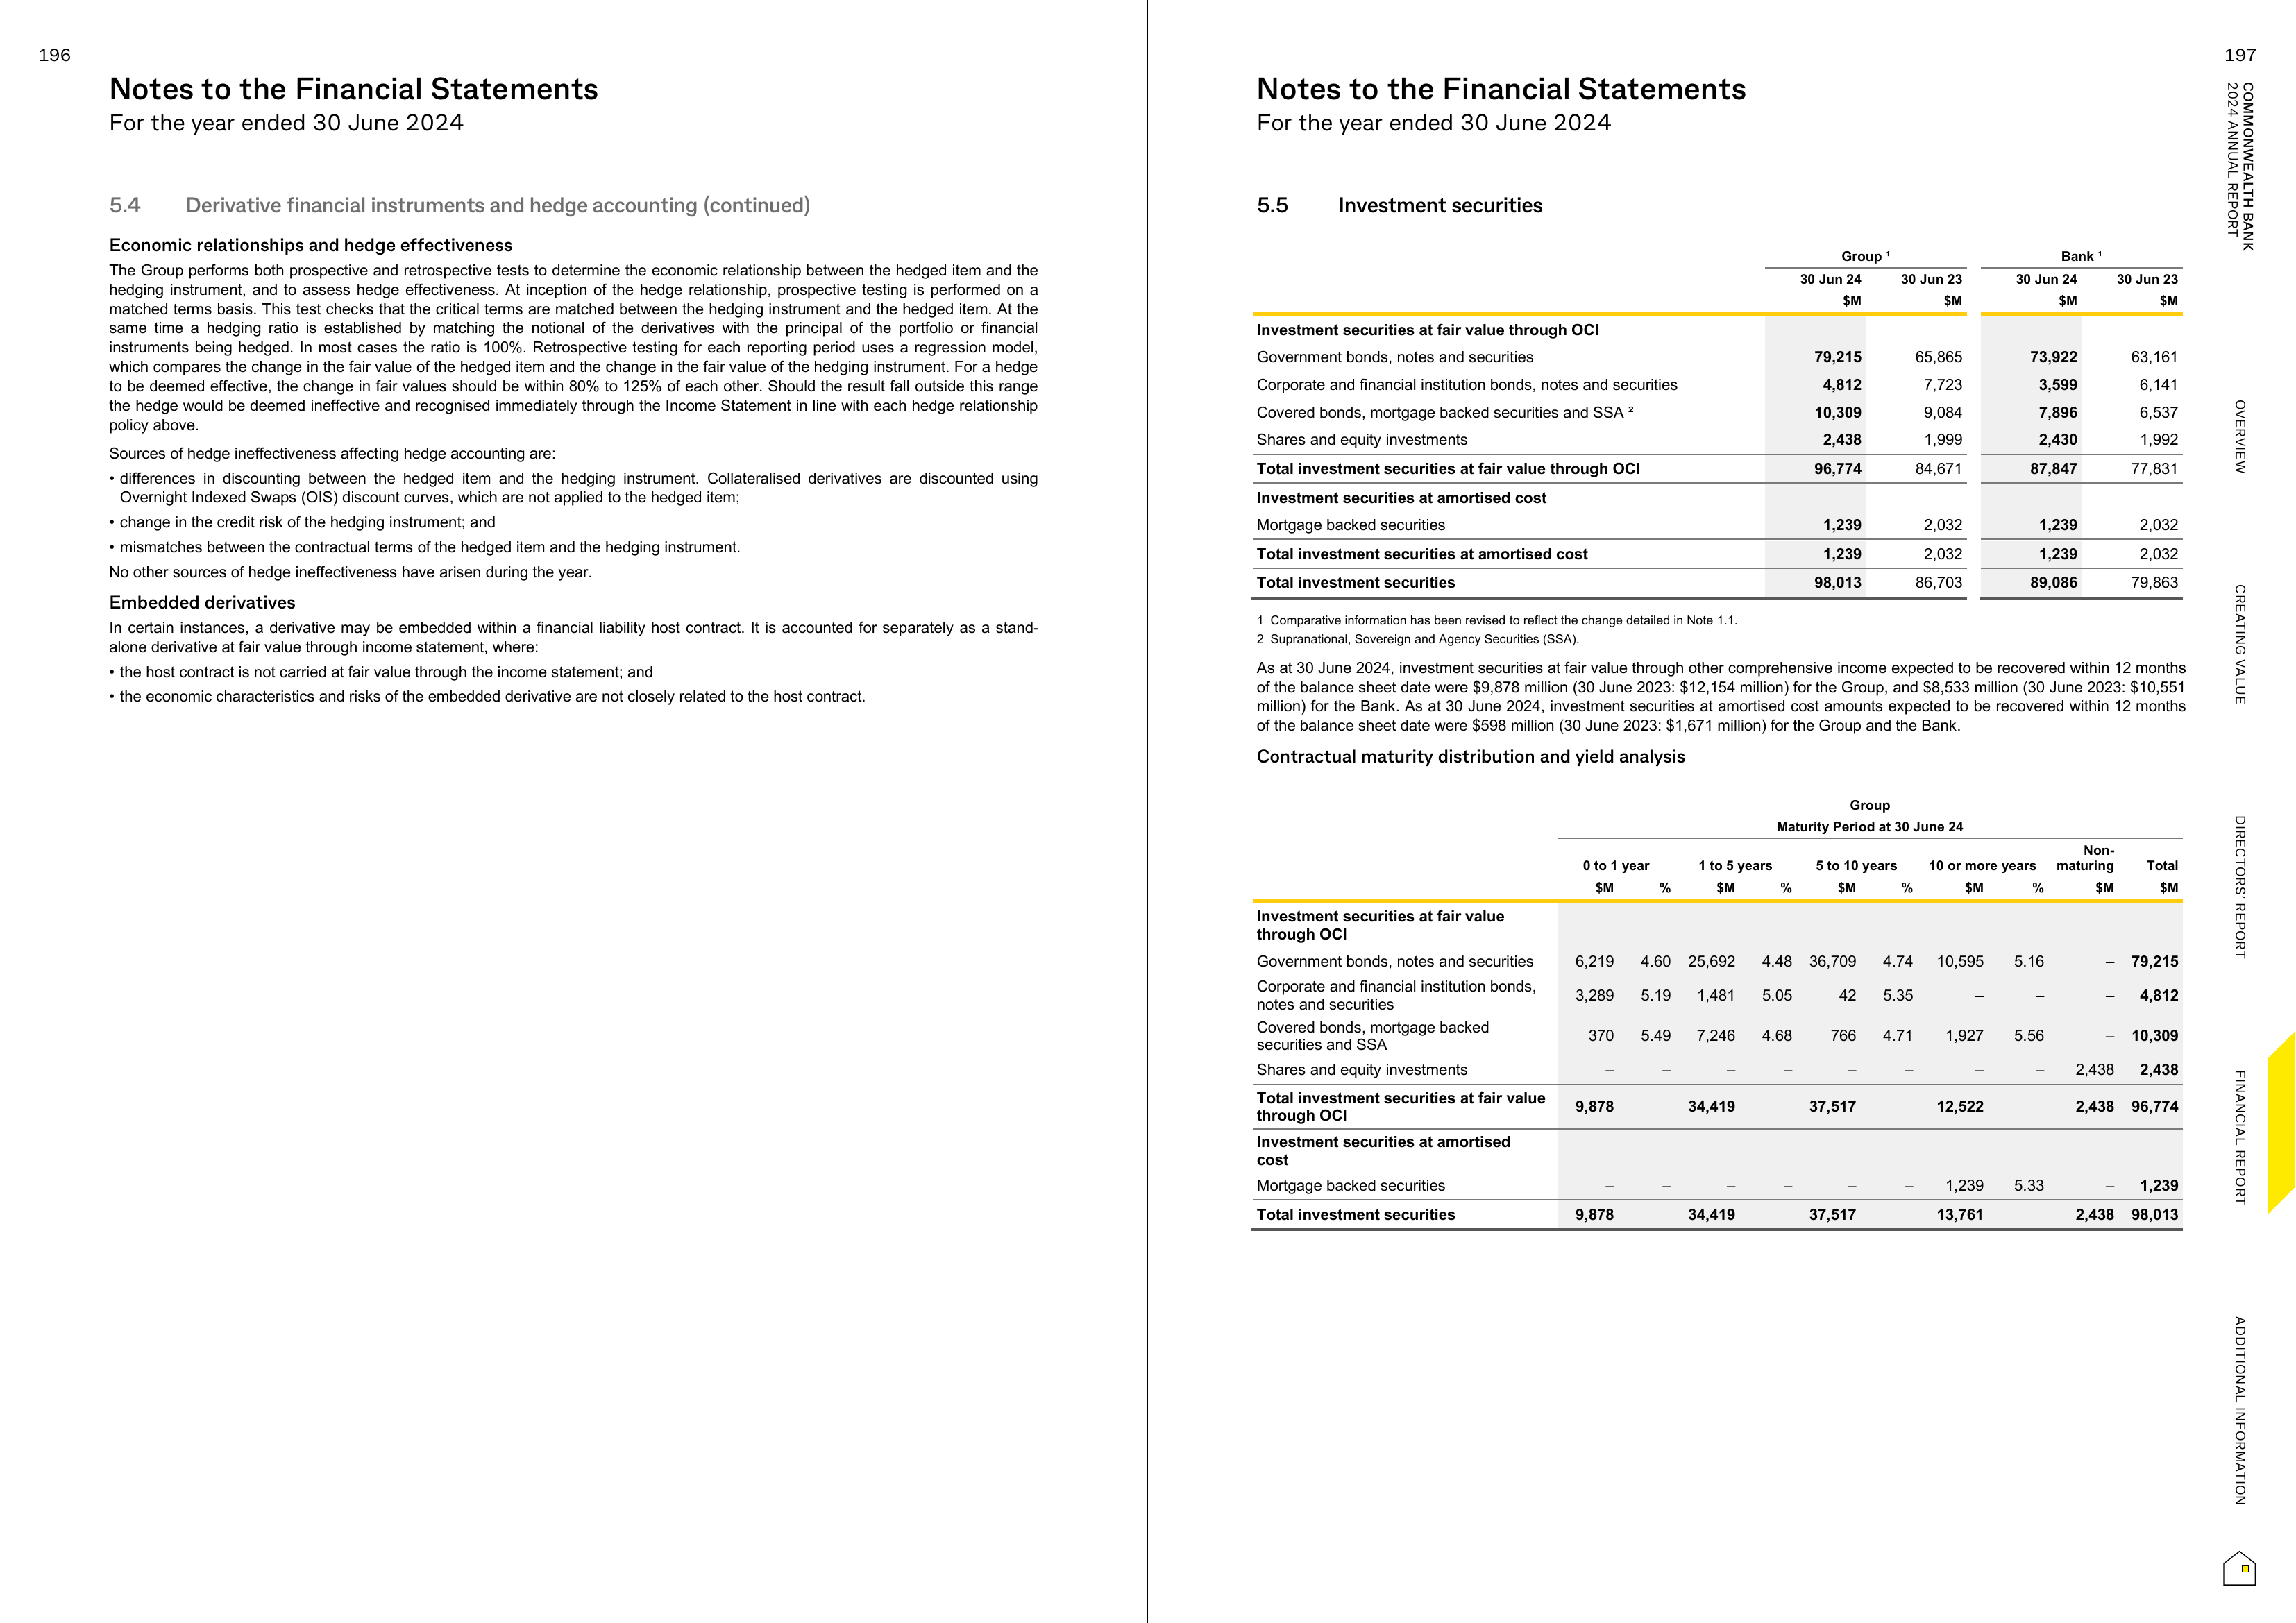 196
Notes to the Financial Statements
For the year ended 30 June 2024
5.4 Derivative financial instruments and hedge accounting (continued)
Economic relationships and hedge effectiveness
The Group performs both prospective and retrospective tests to determine the economic relationship between the hedged item and the
hedging instrument, and to assess hedge effectiveness. At inception of the hedge relationship, prospective testing is performed on a
matched terms basis. This test checks that the critical terms are matched between the hedging instrument and the hedged item. At the
same time a hedging ratio is established by matching the notional of the derivatives with the principal of the portfolio or financial
instruments being hedged. In most cases the ratio is 100%. Retrospective testing for each reporting period uses a regression model,
which compares the change in the fair value of the hedged item and the change in the fair value of the hedging instrument. For a hedge
to be deemed effective, the change in fair values should be within 80% to 125% of each other. Should the result fall outside this range
the hedge would be deemed ineffective and recognised immediately through the Income Statement in line with each hedge relationship
policy above.
Sources of hedge ineffectiveness affecting hedge accounting are:
• differences in discounting between the hedged item and the hedging instrument. Collateralised derivatives are discounted using
Overnight Indexed Swaps (OIS) discount curves, which are not applied to the hedged item;
• change in the credit risk of the hedging instrument; and
• mismatches between the contractual terms of the hedged item and the hedging instrument.
No other sources of hedge ineffectiveness have arisen during the year.
Embedded derivatives
In certain instances, a derivative may be embedded within a financial liability host contract. It is accounted for separately as a stand-
alone derivative at fair value through income statement, where:
• the host contract is not carried at fair value through the income statement; and
• the economic characteristics and risks of the embedded derivative are not closely related to the host contract.
197
Notes to the Financial Statements
For the year ended 30 June 2024
5.5 Investment securities
Group ¹ Bank ¹
30 Jun 24 30 Jun 23 30 Jun 24 30 Jun 23
$M $M $M $M
Investment securities at fair value through OCI
Government bonds, notes and securities 79,215 65,865 73,922 63,161
Corporate and financial institution bonds, notes and securities 4,812 7,723 3,599 6,141
Covered bonds, mortgage backed securities and SSA ² 10,309 9,084 7,896 6,537
Shares and equity investments 2,438 1,999 2,430 1,992
Total investment securities at fair value through OCI 96,774 84,671 87,847 77,831
Investment securities at amortised cost
Mortgage backed securities 1,239 2,032 1,239 2,032
Total investment securities at amortised cost 1,239 2,032 1,239 2,032
Total investment securities 98,013 86,703 89,086 79,863
1 Comparative information has been revised to reflect the change detailed in Note 1.1.
2 Supranational, Sovereign and Agency Securities (SSA).
As at 30 June 2024, investment securities at fair value through other comprehensive income expected to be recovered within 12 months
of the balance sheet date were $9,878 million (30 June 2023: $12,154 million) for the Group, and $8,533 million (30 June 2023: $10,551
million) for the Bank. As at 30 June 2024, investment securities at amortised cost amounts expected to be recovered within 12 months
of the balance sheet date were $598 million (30 June 2023: $1,671 million) for the Group and the Bank.
Contractual maturity distribution and yield analysis
Group
Maturity Period at 30 June 24
Non-
0 to 1 year 1 to 5 years 5 to 10 years 10 or more years maturing Total
$M % $M % $M % $M % $M $M
Investment securities at fair value
through OCI
Government bonds, notes and securities 6,219 4.60 25,692 4.48 36,709 4.74 10,595 5.16 – 79,215
Corporate and financial institution bonds,
notes and securities 3,289 5.19 1,481 5.05 42 5.35 – – – 4,812
Covered bonds, mortgage backed
securities and SSA 370 5.49 7,246 4.68 766 4.71 1,927 5.56 – 10,309
Shares and equity investments – – – – – – – – 2,438 2,438
Total investment securities at fair value
through OCI 9,878 34,419 37,517 12,522 2,438 96,774
Investment securities at amortised
cost
Mortgage backed securities – – – – – – 1,239 5.33 – 1,239
Total investment securities 9,878 34,419 37,517 13,761 2,438 98,013
COMMONWEALTH BANK
2024 ANNUAL REPORT
OVERVIEW
CREATING VALUE
DIRECTORS' REPORT
FINANCIAL REPORT
ADDITIONAL INFORMATION